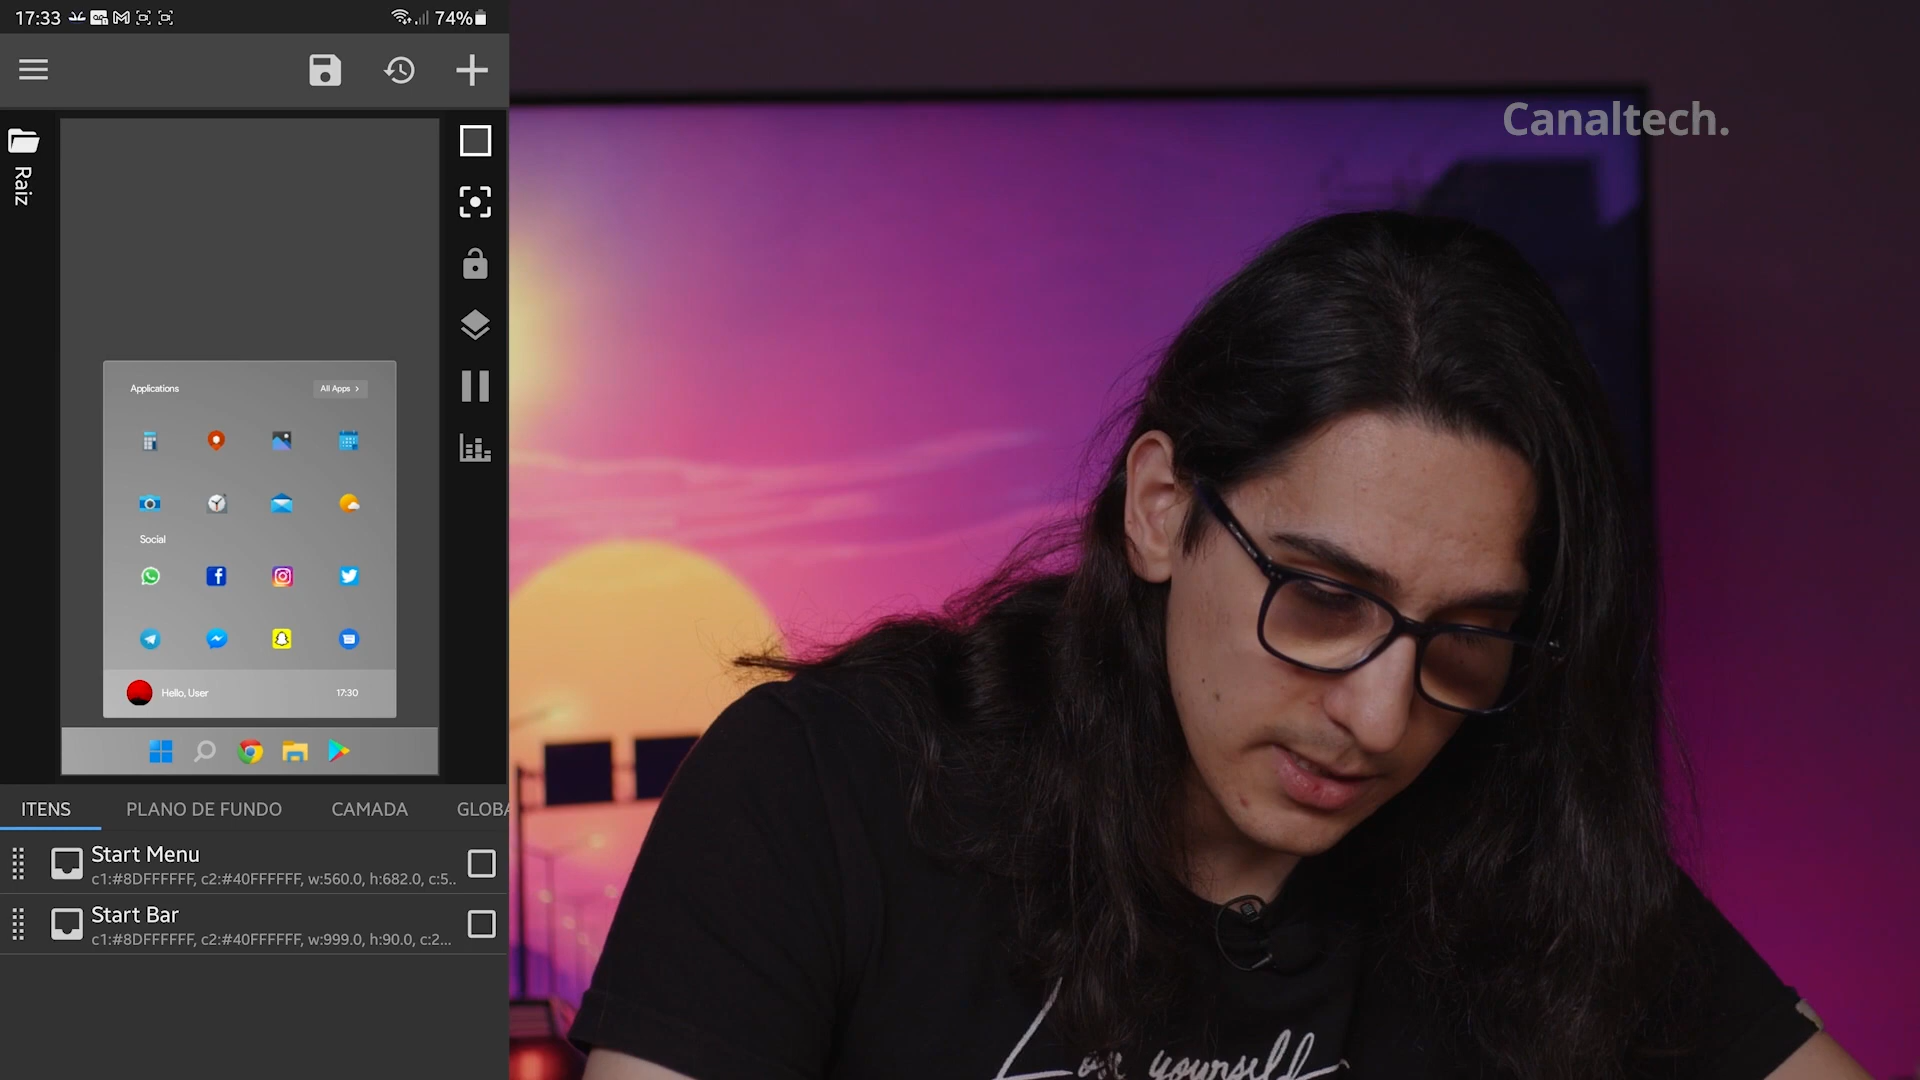 17:33
74%
Canaltech.
Raiz
Applications
All Apps >
Social
Hello, User
17:30
ITENS PLANO DE FUNDO CAMADA GLOBA
Start Menu
c1:#8DFFFFFF, c2:#40FFFFFF, w:560.0, h:682.0, c:5..
Start Bar
c1:#8DFFFFFF, c2:#40FFFFFF, w:999.0, h:90.0, c:2...
Love yourself